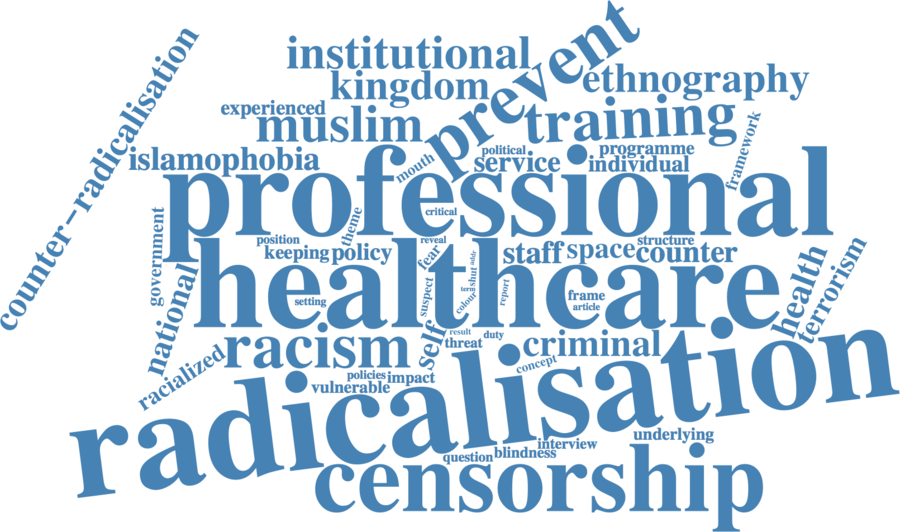 counter-radicalisation
institutional
prevent
kingdom
ethnography
experienced
muslim
training
framework
islamophobia
mouth
political
service
programme
individual
professional
critical
government
theme
position
keeping
policy
reveal
fear
staff
space
structure
counter
healthcare
national
setting
suspect
colour
term
shut
addr
report
frame
article
health
terrorism
racialized
racism
self
result
threat
duty
criminal
concept
policies
impact
vulnerable
radicalisation
underlying
interview
question
blindness
censorship